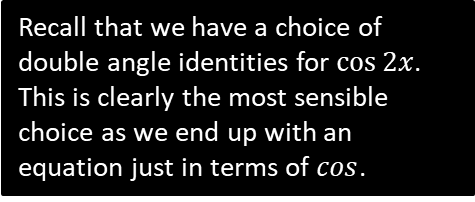 Recall that we have a choice of
double angle identities for cos 2x.
This is clearly the most sensible
choice as we end up with an
equation just in terms of cos.